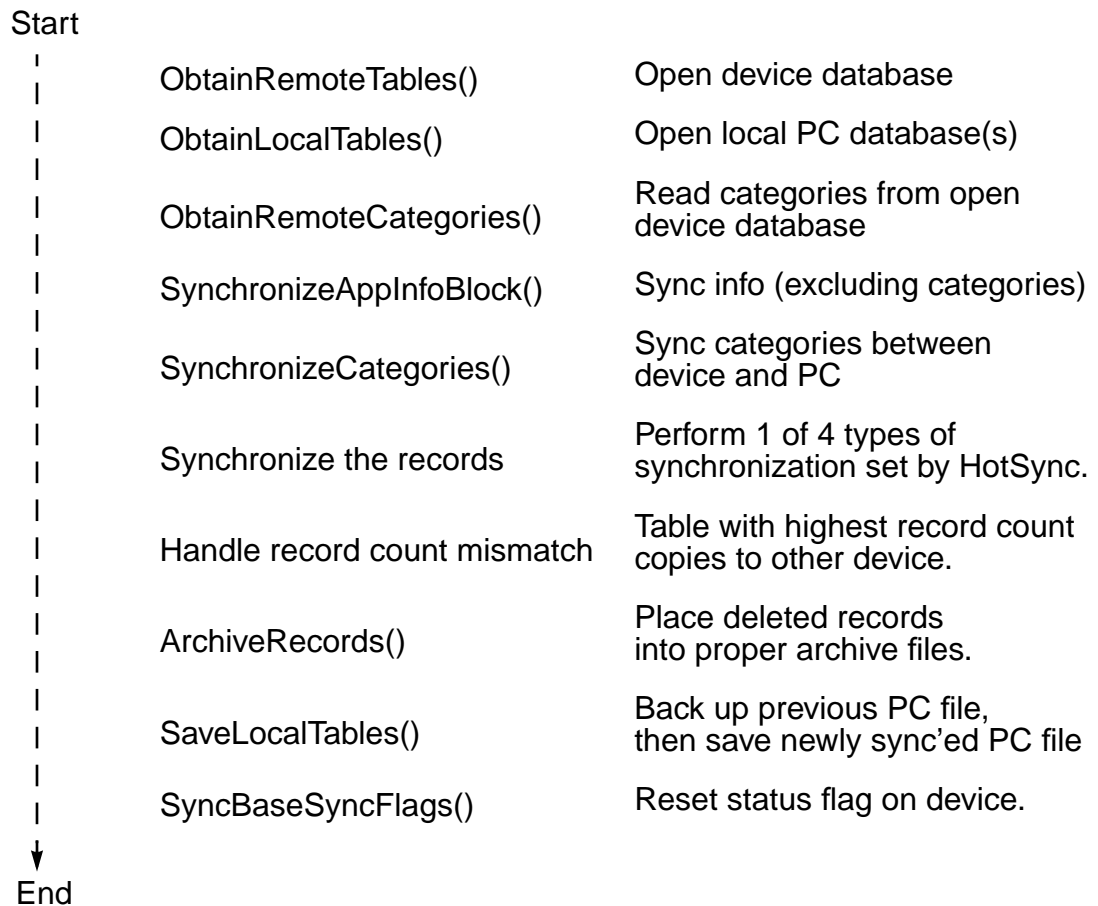 Start
ObtainRemoteTables()
Open device database
ObtainLocalTables()
Open local PC database(s)
ObtainRemoteCategories()
Read categories from open
device database
SynchronizeAppInfoBlock()
Sync info (excluding categories)
SynchronizeCategories()
Sync categories between
device and PC
Synchronize the records
Perform 1 of 4 types of
synchronization set by HotSync.
Handle record count mismatch
Table with highest record count
copies to other device.
ArchiveRecords()
Place deleted records
into proper archive files.
SaveLocalTables()
Back up previous PC file,
then save newly sync’ed PC file
SyncBaseSyncFlags()
Reset status flag on device.
End